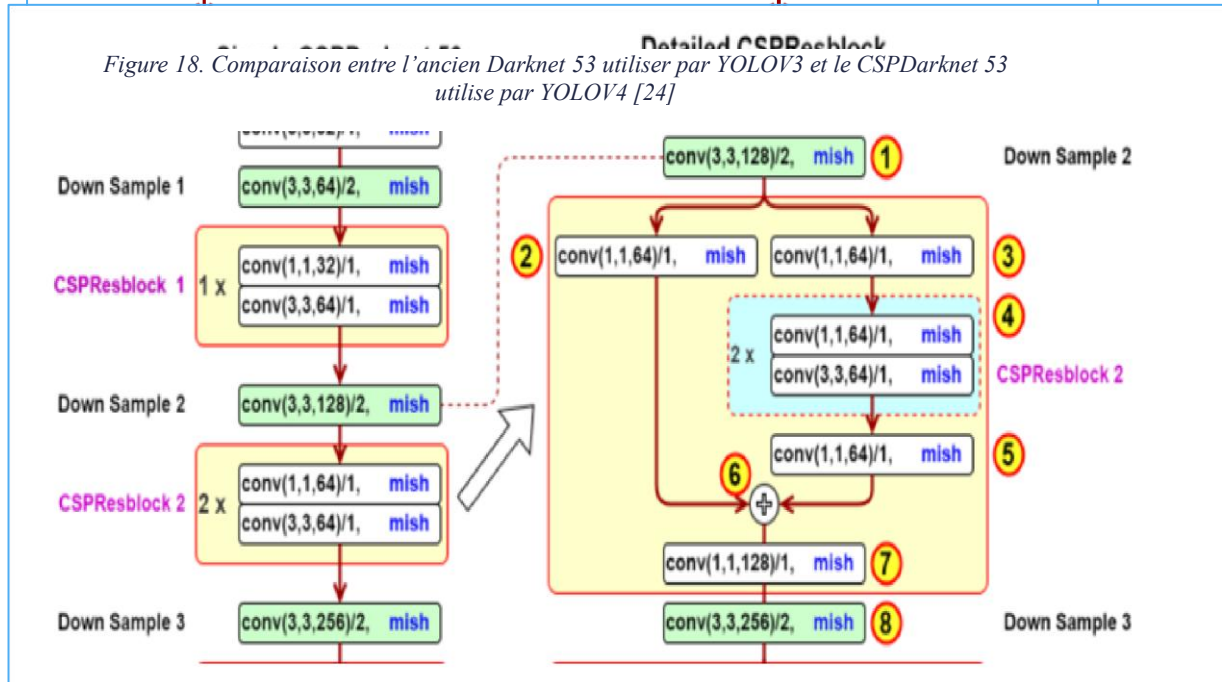 Detailed CSPResblock
Figure 18. Comparaison entre l'ancien Darknet 53 utiliser par YOLOV3 et le CSPDarknet 53
utilise par YOLOV4 [24]
Down Sample 1
conv(3,3,64)/2, mish
CSPResblock 1
1 x
conv(1,1,32)/1, mish
conv(3,3,64)/1, mish
Down Sample 2
conv(3,3,128)/2, mish
CSPResblock 2
2 x
conv(1,1,64)/1, mish
conv(3,3,64)/1, mish
Down Sample 3
conv(3,3,256)/2, mish
conv(3,3,128)/2, mish
1
Down Sample 2
2
conv(1,1,64)/1, mish
conv(1,1,64)/1, mish
3
4
2 x
conv(1,1,64)/1, mish
conv(3,3,64)/1, mish
CSPResblock 2
conv(1,1,64)/1, mish
5
6
conv(1,1,128)/1, mish
7
conv(3,3,256)/2, mish
8
Down Sample 3